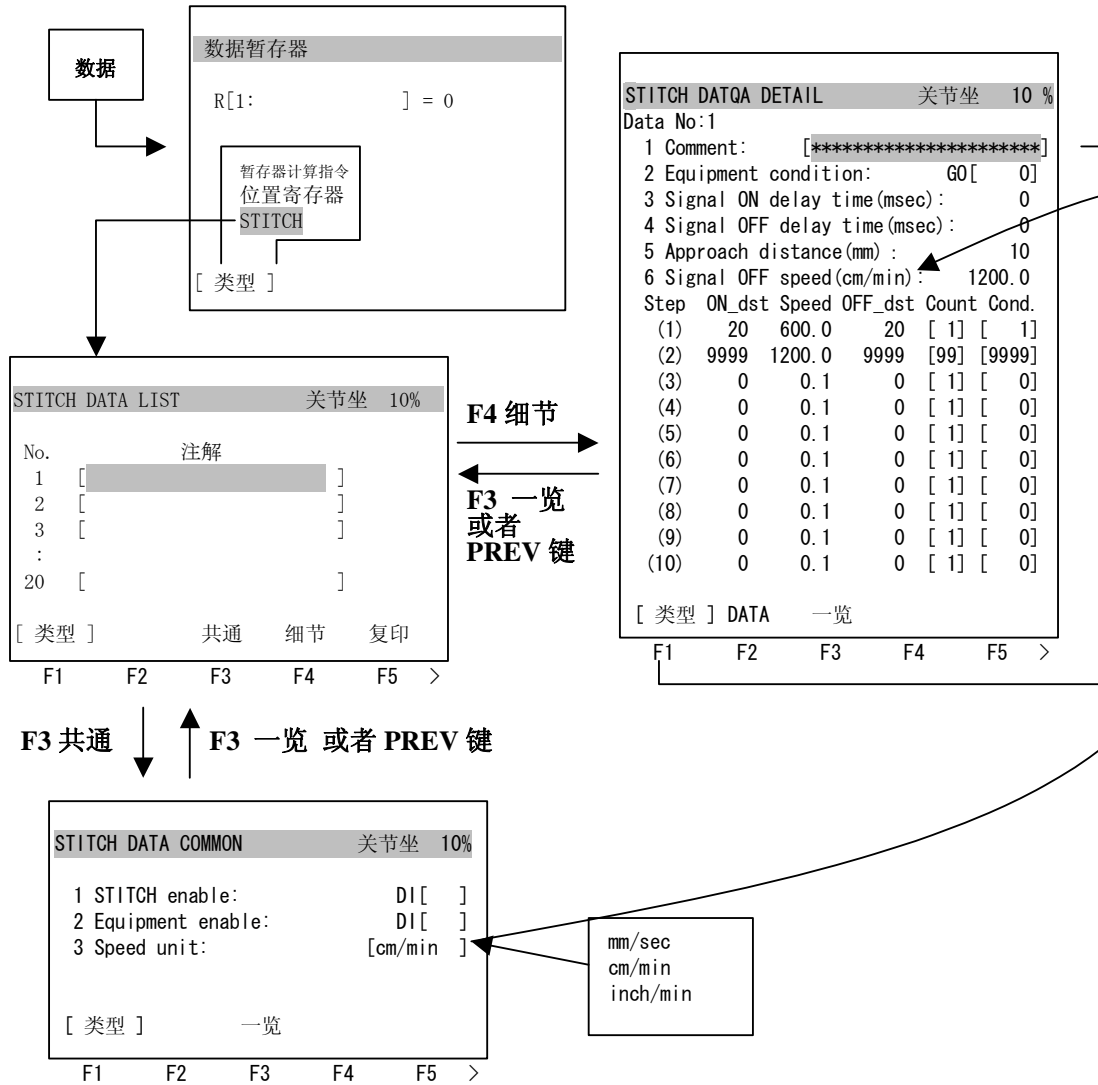 数据
数据暂存器
R[1: ] = 0
暂存器计算指令
位置寄存器
STITCH
[ 类型 ]
STITCH DATA LIST 关节坐 10%
No. 注解
1 [ ]
2 [ ]
3 [ ]
:
20 [ ]
[ 类型 ] 共通 细节 复印
F1 F2 F3 F4 F5 >
F4 细节
F3 一览
或者
PREV 键
STITCH DATQA DETAIL 关节坐 10 %
Data No:1
1 Comment: [**********************]
2 Equipment condition: GO[ 0]
3 Signal ON delay time(msec): 0
4 Signal OFF delay time(msec): 0
5 Approach distance(mm) : 10
6 Signal OFF speed(cm/min): 1200.0
Step ON_dst Speed OFF_dst Count Cond.
(1) 20 600.0 20 [ 1] [ 1]
(2) 9999 1200.0 9999 [99] [9999]
(3) 0 0.1 0 [ 1] [ 0]
(4) 0 0.1 0 [ 1] [ 0]
(5) 0 0.1 0 [ 1] [ 0]
(6) 0 0.1 0 [ 1] [ 0]
(7) 0 0.1 0 [ 1] [ 0]
(8) 0 0.1 0 [ 1] [ 0]
(9) 0 0.1 0 [ 1] [ 0]
(10) 0 0.1 0 [ 1] [ 0]
[ 类型 ] DATA 一览
F1 F2 F3 F4 F5 >
F3 共通
F3 一览 或者 PREV 键
STITCH DATA COMMON 关节坐 10%
1 STITCH enable: DI[ ]
2 Equipment enable: DI[ ]
3 Speed unit: [cm/min ]
[ 类型 ] 一览
F1 F2 F3 F4 F5 >
mm/sec
cm/min
inch/min